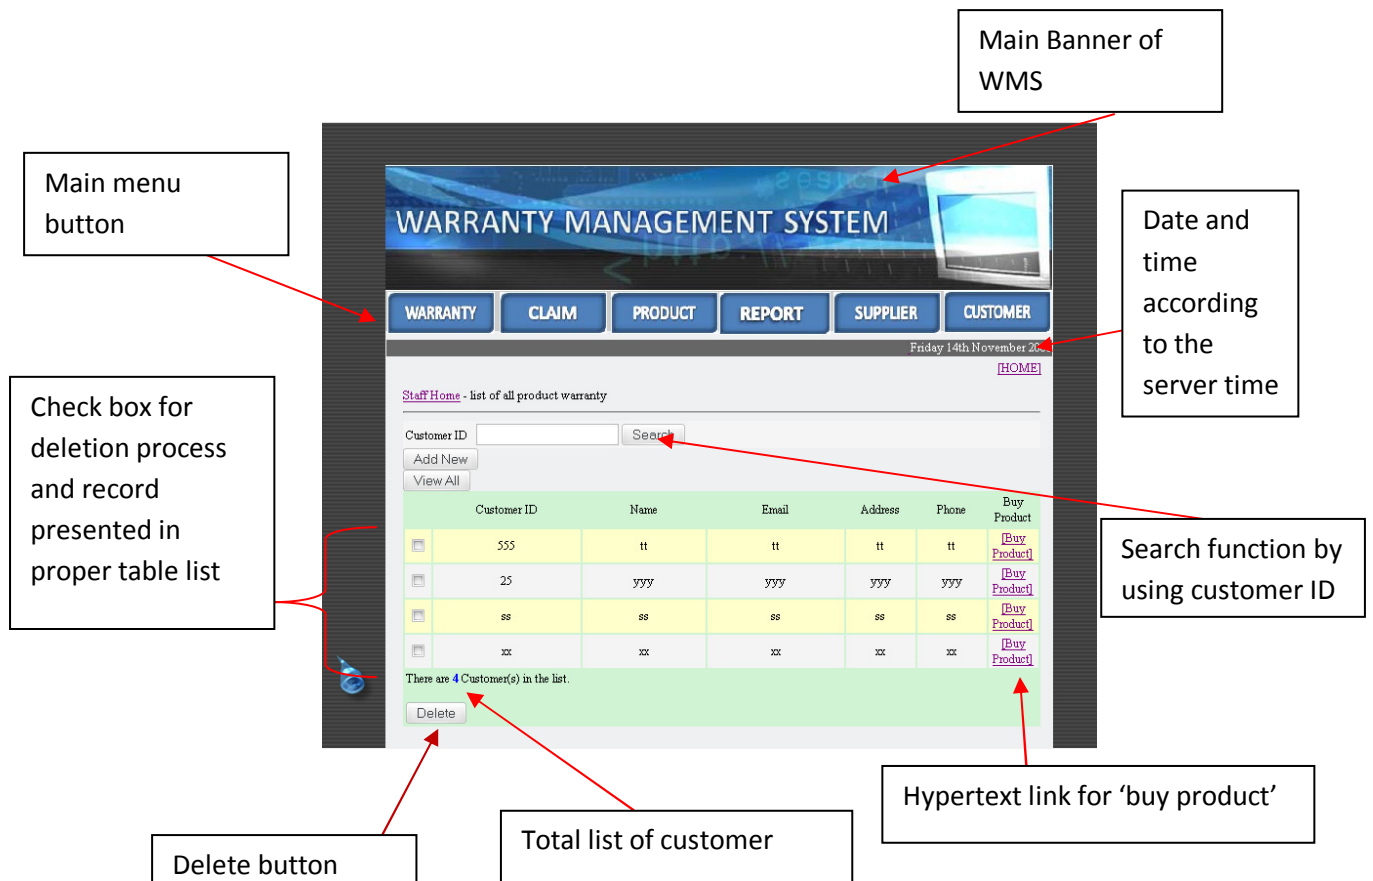 Main Banner of
WMS
Main menu
button
WARRANTY MANAGEMENT SYSTEM
Date and
time
according
to the
server time
WARRANTY CLAIM PRODUCT REPORT SUPPLIER CUSTOMER
Friday 14th November
[HOME]
Staff Home - list of all product warranty
Check box for
deletion process
and record
presented in
proper table list
Customer ID Search
Add New
View All
Customer ID Name Email Address Phone Buy Product
555 tt tt tt tt [Buy Product]
25 yyy yyy yyy yyy [Buy Product]
ss ss ss ss ss [Buy Product]
xx xx xx xx xx [Buy Product]
There are 4 Customer(s) in the list.
Delete
Search function by
using customer ID
Hypertext link for ‘buy product’
Total list of customer
Delete button